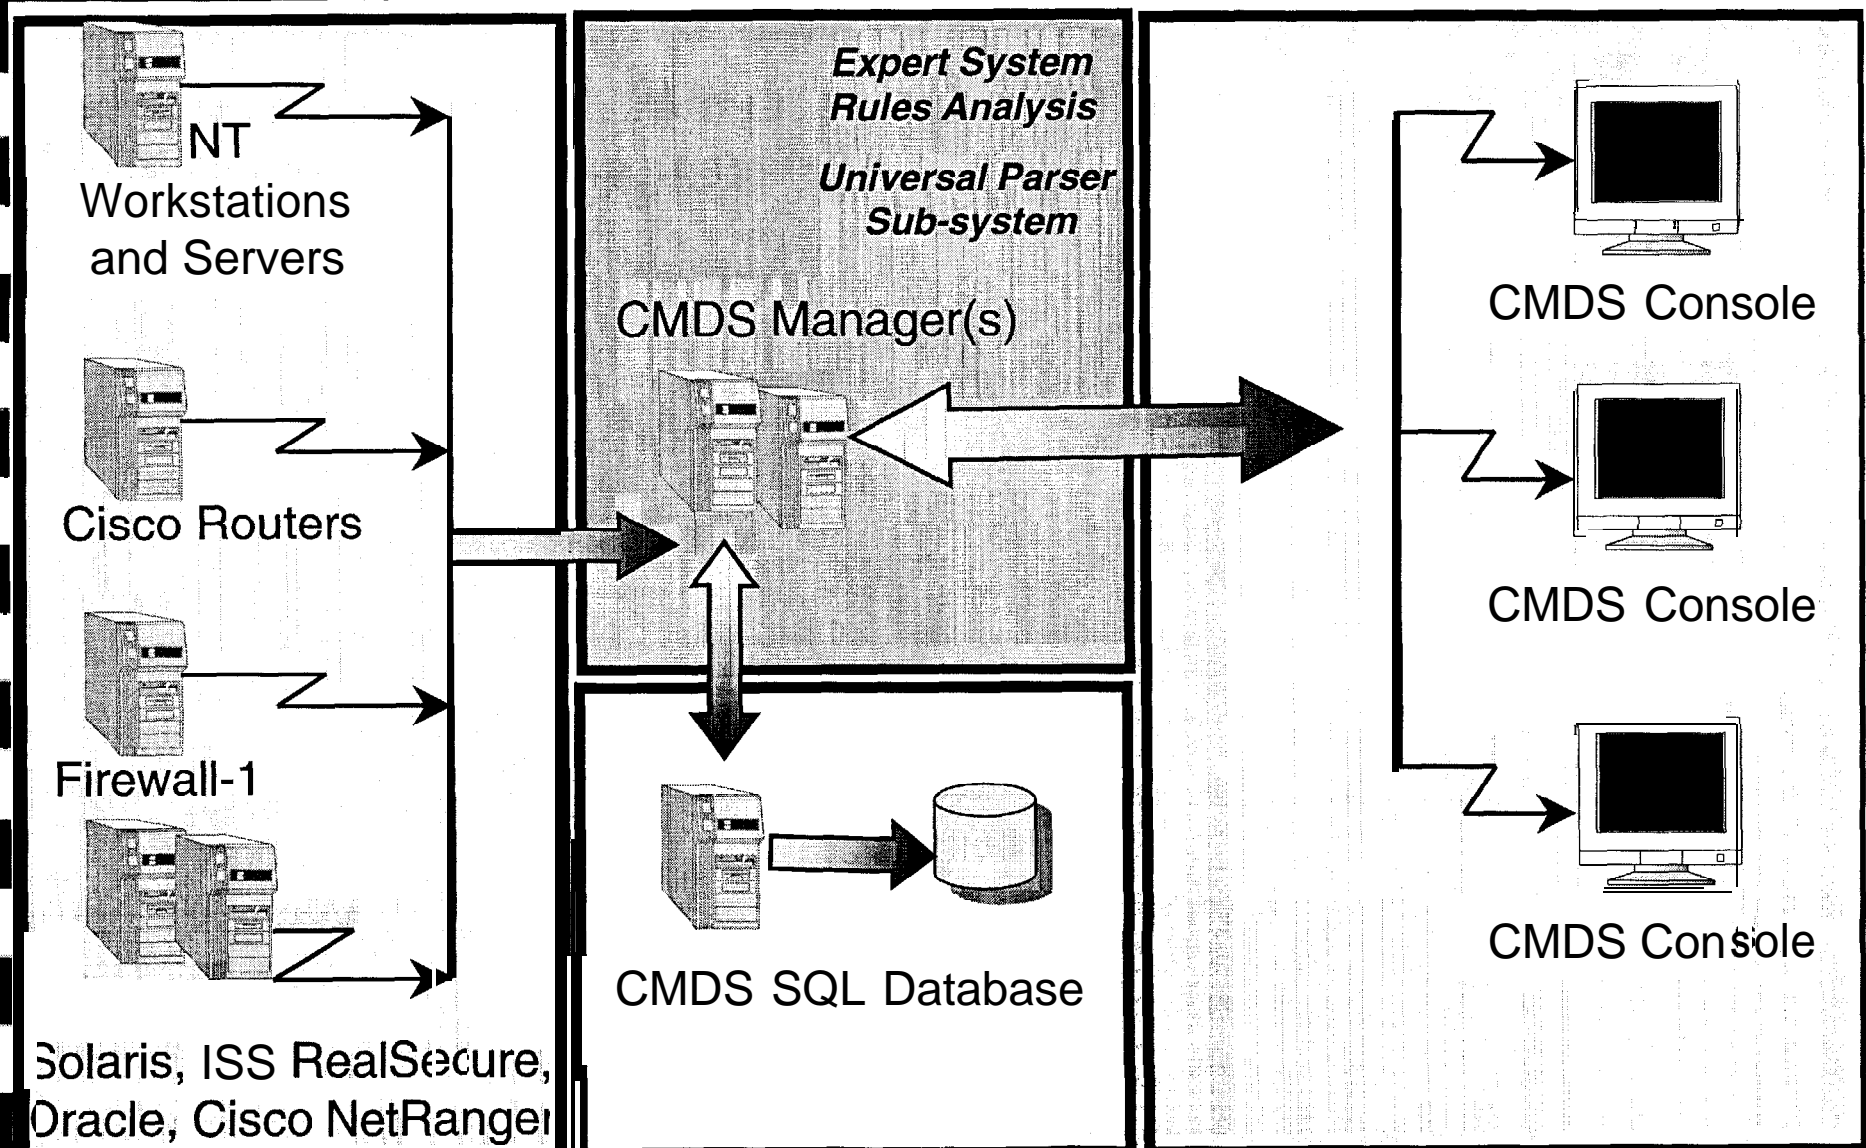 NT
Workstations
and Servers
Cisco Routers
Firewall-1
Solaris, ISS RealSecure,
Oracle, Cisco NetRanger
Expert System
Rules Analysis
Universal Parser
Sub-system
CMDS Manager(s)
CMDS SQL Database
CMDS Console
CMDS Console
CMDS Console